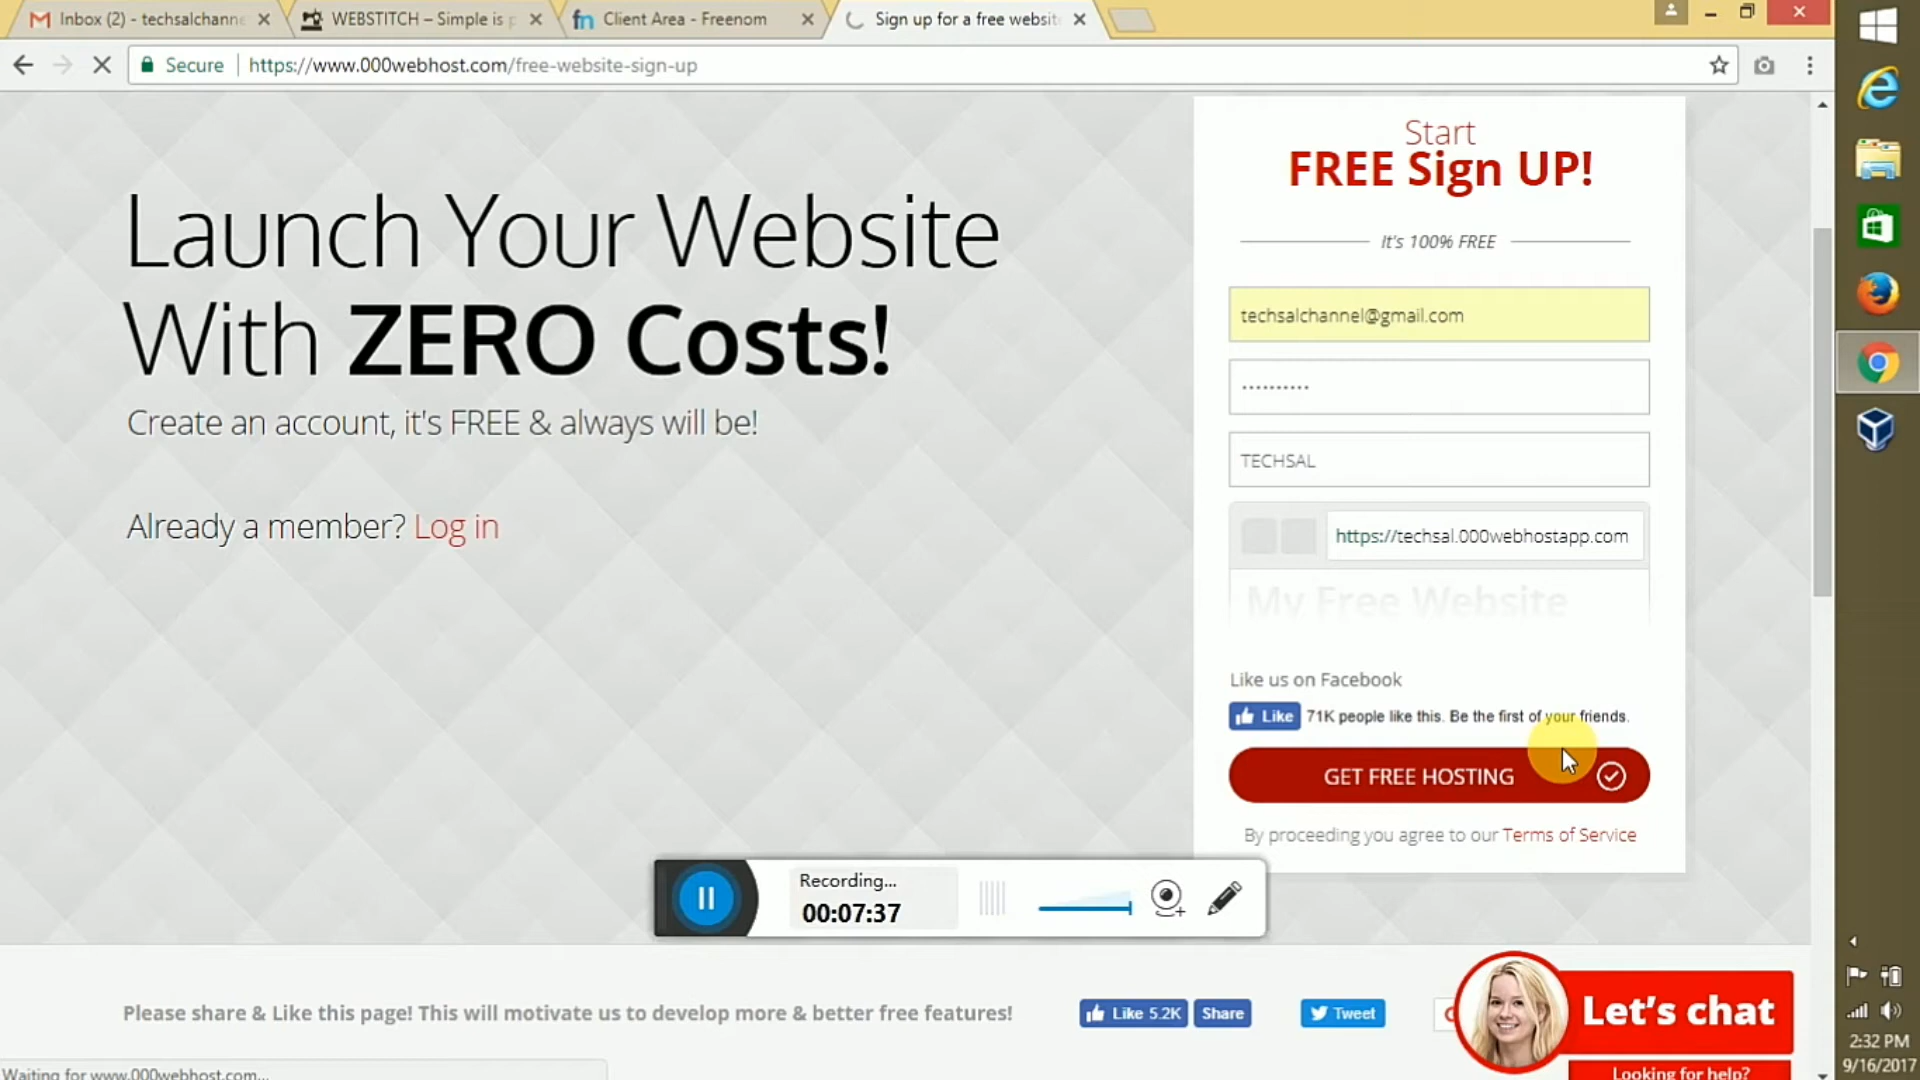 Inbox (2) - techsalchanne
WEBSTITCH – Simple is p
fn Client Area - Freenom
Sign up for a free websit
Secure
https://www.000webhost.com/free-website-sign-up
Launch Your Website
With ZERO Costs!
Create an account, it's FREE & always will be!
Already a member? Log in
Start
FREE Sign UP!
It's 100% FREE
techsalchannel@gmail.com
••••••••••
TECHSAL
https://techsal.000webhostapp.com
My Free Website
Like us on Facebook
Like 71K people like this. Be the first of your friends.
GET FREE HOSTING
By proceeding you agree to our Terms of Service
Recording...
00:07:37
Please share & Like this page! This will motivate us to develop more & better free features!
Like 5.2K
Share
Tweet
Let's chat
Looking for help?
Waiting for www.000webhost.com...
2:32 PM
9/16/2017